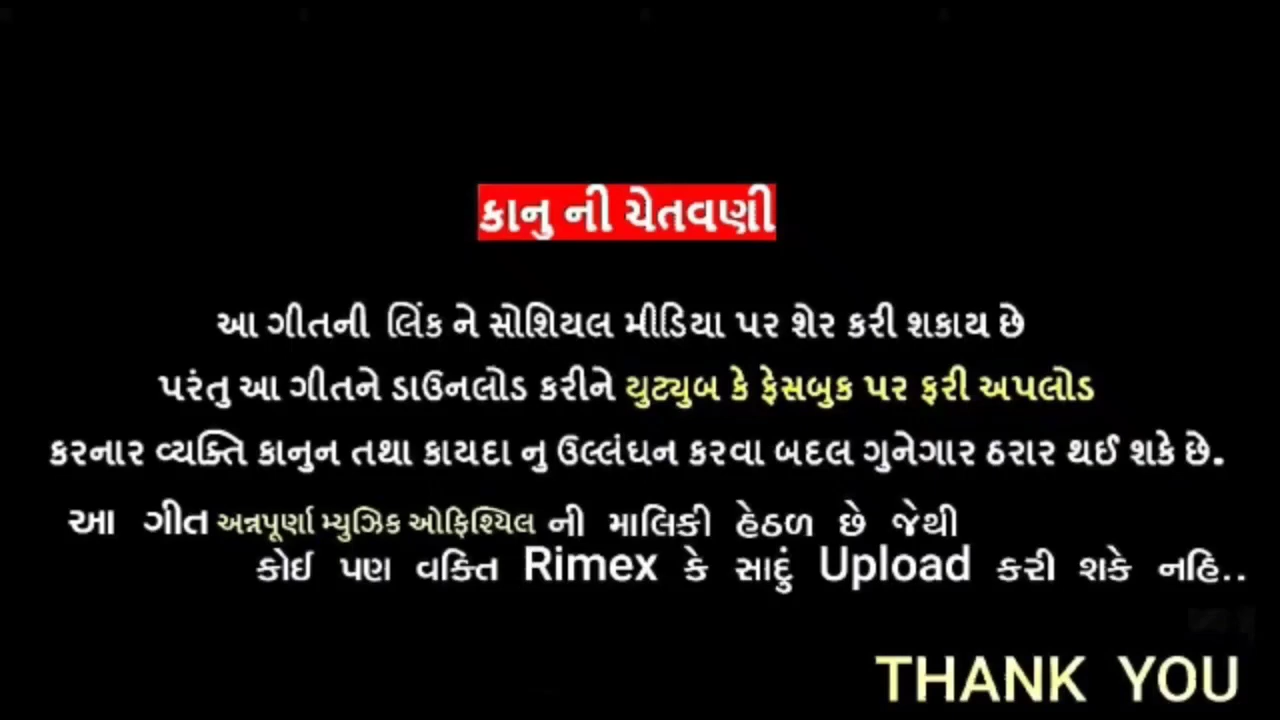 કાનુ ની ચેતવણી
આ ગીતની લિંક ને સોશિયલ મીડિયા પર શેર કરી શકાય છે
પરંતુ આ ગીતને ડાઉનલોડ કરીને યુટ્યુબ કે ફેસબુક પર ફરી અપલોડ
કરનાર વ્યક્તિ કાનુન તથા કાયદા નુ ઉલ્લંઘન કરવા બદલ ગુનેગાર ઠરાર થઈ શકે છે.
આ ગીત અન્નપૂર્ણા મ્યુઝિક ઓફિશ્યિલ ની માલિકી હેઠળ છે જેથી
કોઈ પણ વક્તિ Rimex કે સાદું Upload કરી શકે નહિ..
THANK YOU